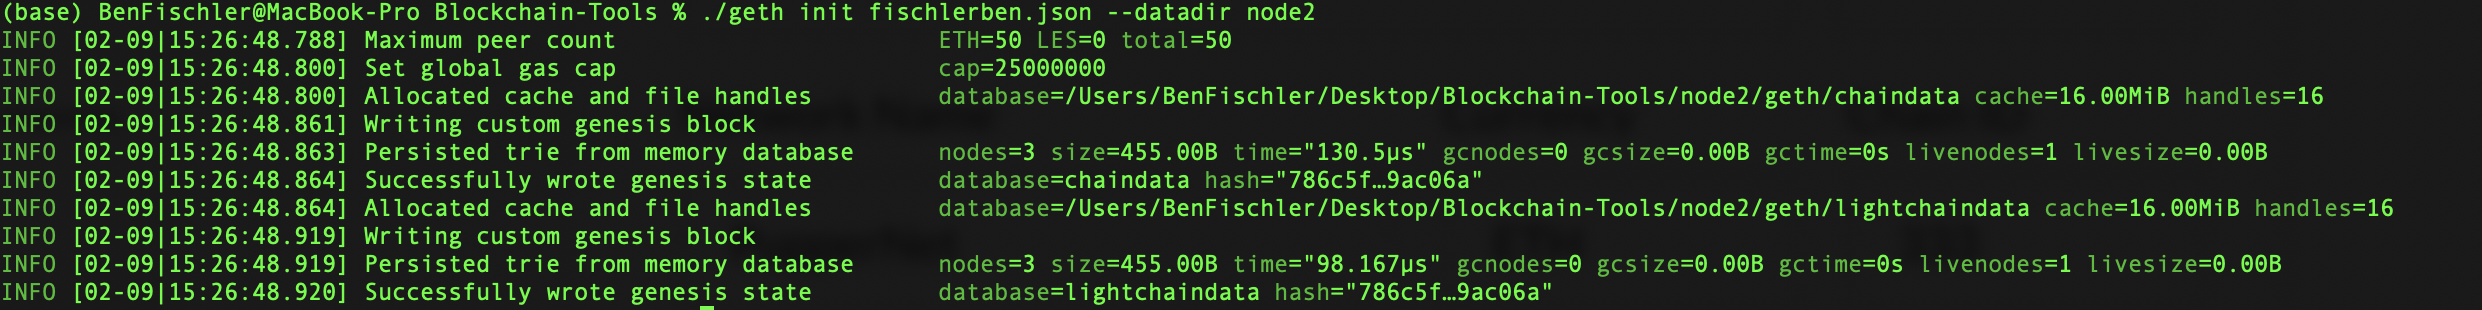 (base) BenFischler@MacBook-Pro Blockchain-Tools % ./geth init fischlerben.json --datadir node2
INFO [02-09|15:26:48.788] Maximum peer count                       ETH=50 LES=0 total=50
INFO [02-09|15:26:48.800] Set global gas cap                       cap=25000000
INFO [02-09|15:26:48.800] Allocated cache and file handles         database=/Users/BenFischler/Desktop/Blockchain-Tools/node2/geth/chaindata cache=16.00MiB handles=16
INFO [02-09|15:26:48.861] Writing custom genesis block
INFO [02-09|15:26:48.863] Persisted trie from memory database      nodes=3 size=455.00B time="130.5µs" gcnodes=0 gcsize=0.00B gctime=0s livenodes=1 livesize=0.00B
INFO [02-09|15:26:48.864] Successfully wrote genesis state         database=chaindata hash="786c5f…9ac06a"
INFO [02-09|15:26:48.864] Allocated cache and file handles         database=/Users/BenFischler/Desktop/Blockchain-Tools/node2/geth/lightchaindata cache=16.00MiB handles=16
INFO [02-09|15:26:48.919] Writing custom genesis block
INFO [02-09|15:26:48.919] Persisted trie from memory database      nodes=3 size=455.00B time="98.167µs" gcnodes=0 gcsize=0.00B gctime=0s livenodes=1 livesize=0.00B
INFO [02-09|15:26:48.920] Successfully wrote genesis state         database=lightchaindata hash="786c5f…9ac06a"